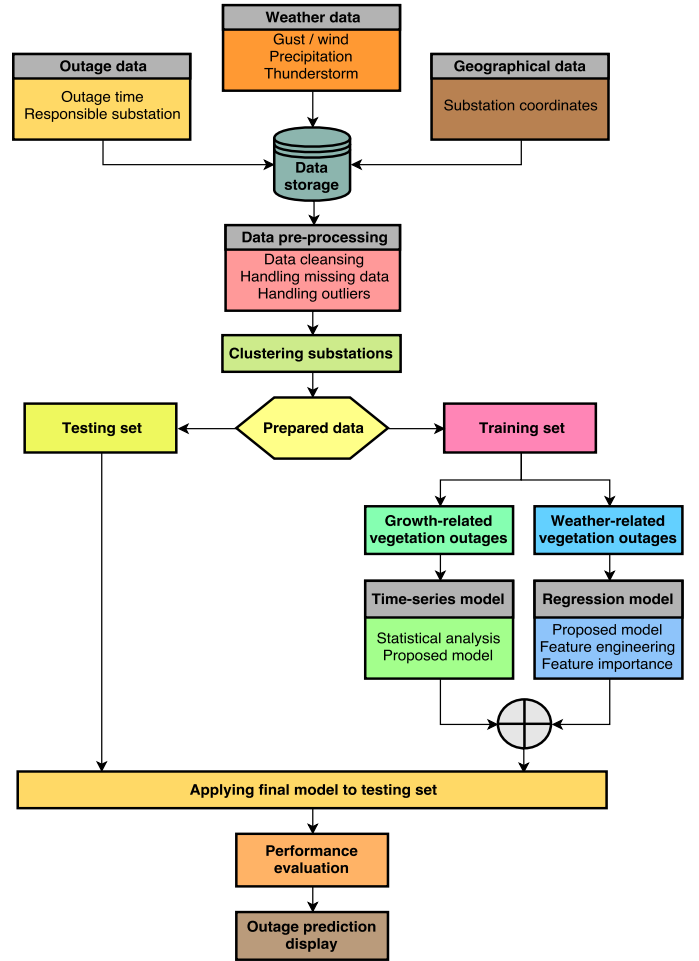 Weather data
Gust / wind
Precipitation
Thunderstorm
Outage data
Outage time
Responsible substation
Geographical data
Substation coordinates
Data
storage
Data pre-processing
Data cleansing
Handling missing data
Handling outliers
Clustering substations
Testing set
Prepared data
Training set
Growth-related
vegetation outages
Weather-related
vegetation outages
Time-series model
Statistical analysis
Proposed model
Regression model
Proposed model
Feature engineering
Feature importance
Applying final model to testing set
Performance
evaluation
Outage prediction
display